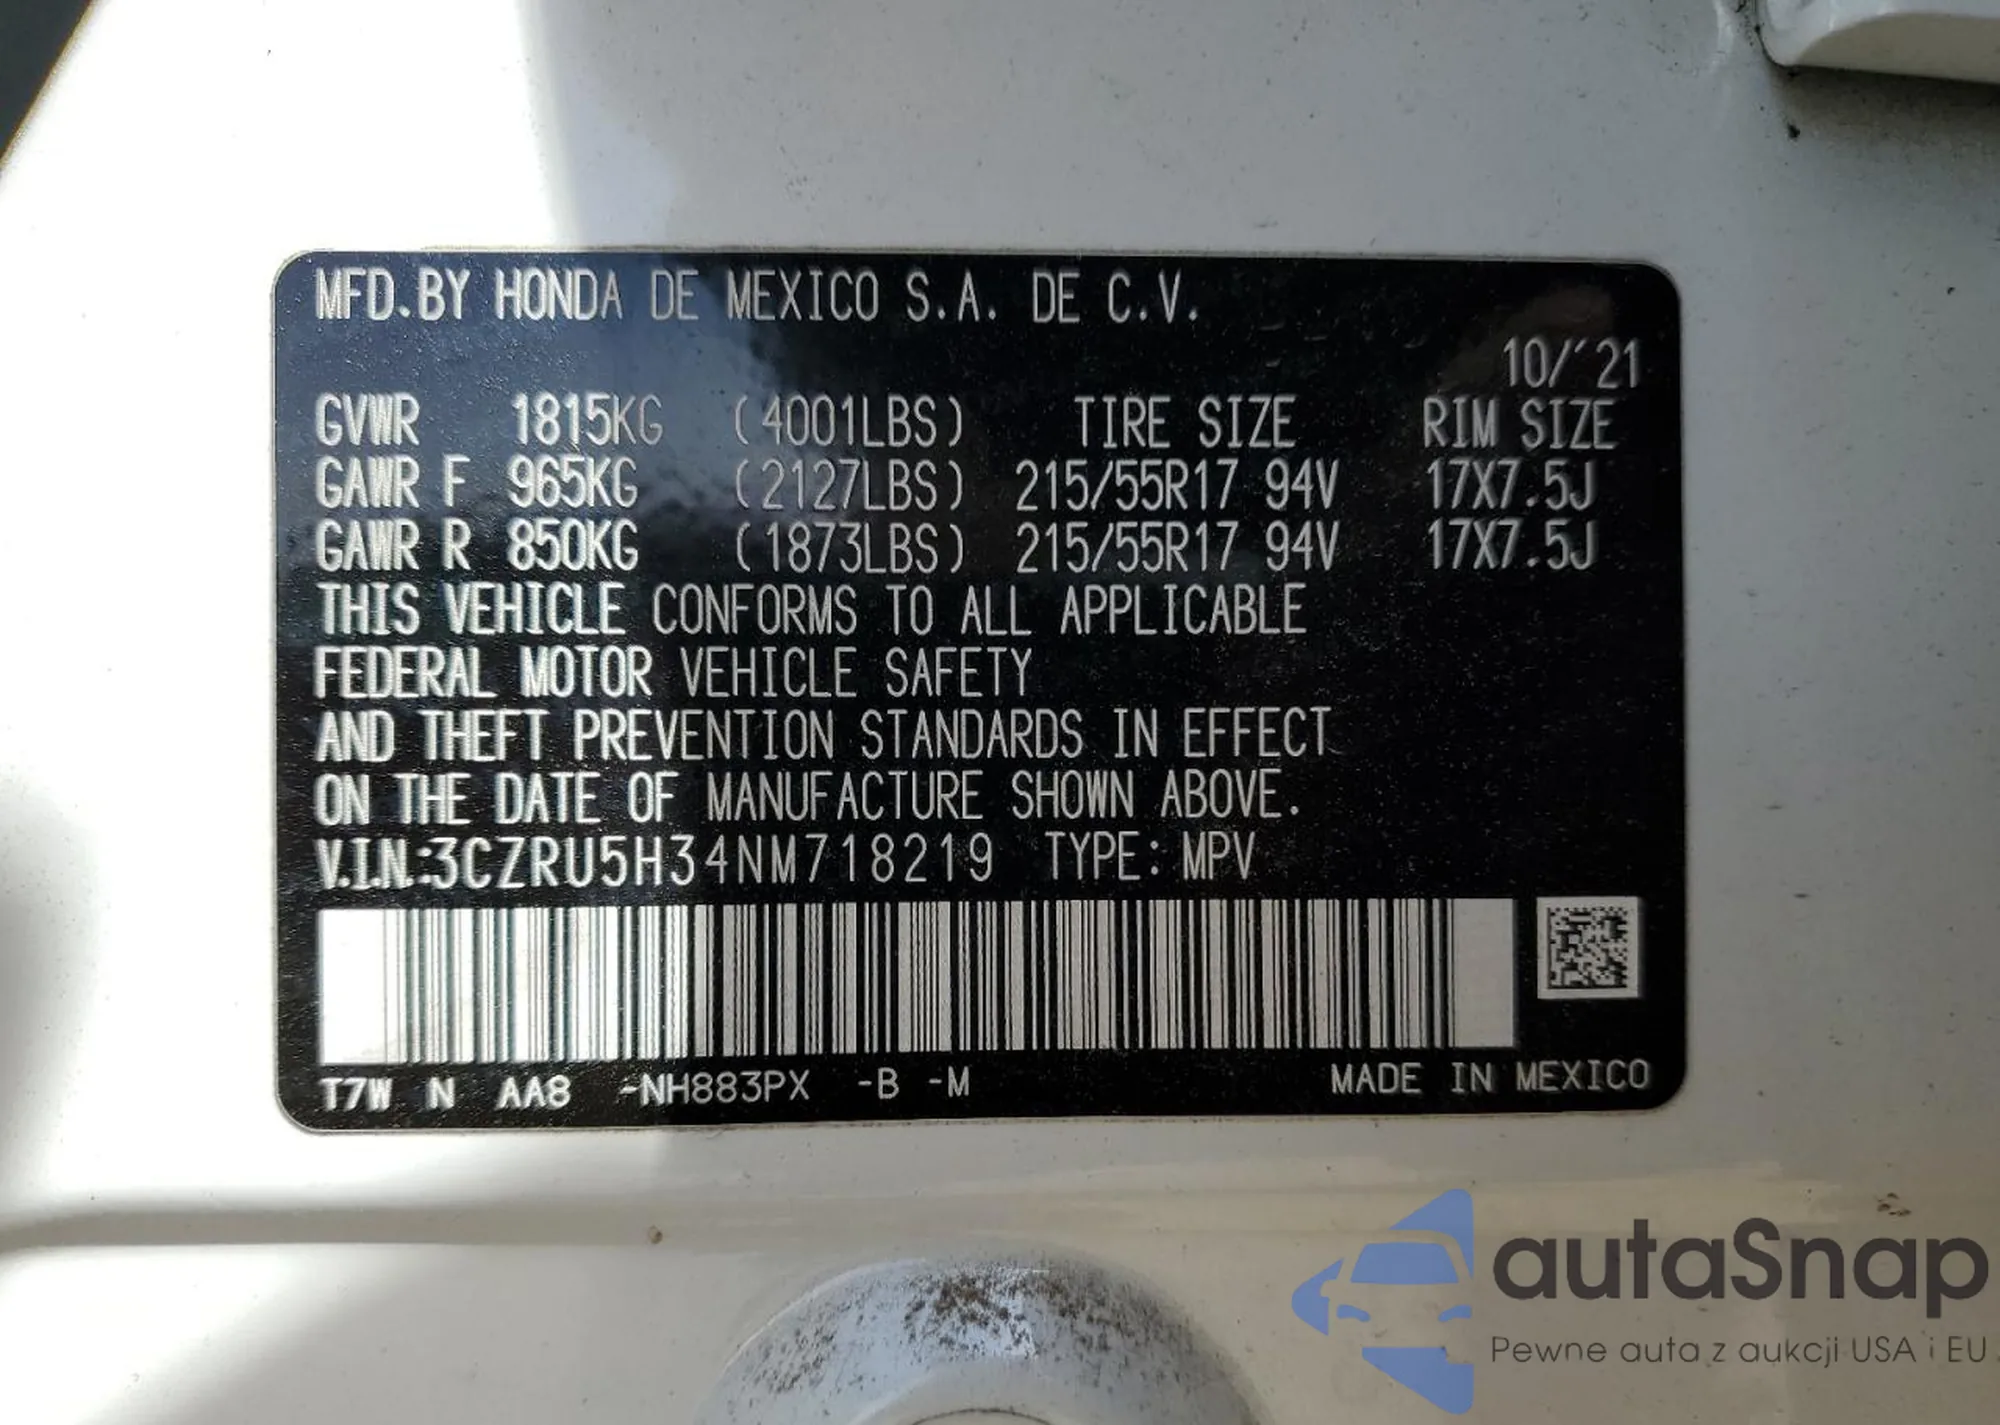 MFD.BY HONDA DE MEXICO S.A. DE C.V.
10/'21
GVWR 1815KG (4001LBS) TIRE SIZE RIM SIZE
GAWR F 965KG (2127LBS) 215/55R17 94V 17X7.5J
GAWR R 850KG (1873LBS) 215/55R17 94V 17X7.5J
THIS VEHICLE CONFORMS TO ALL APPLICABLE
FEDERAL MOTOR VEHICLE SAFETY
AND THEFT PREVENTION STANDARDS IN EFFECT
ON THE DATE OF MANUFACTURE SHOWN ABOVE.
V.I.N.:3CZRU5H34NM718219 TYPE: MPV
T7W N AA8 -NH883PX -B -M MADE IN MEXICO
autaSnap
Pewne auta z aukcji USA i EU